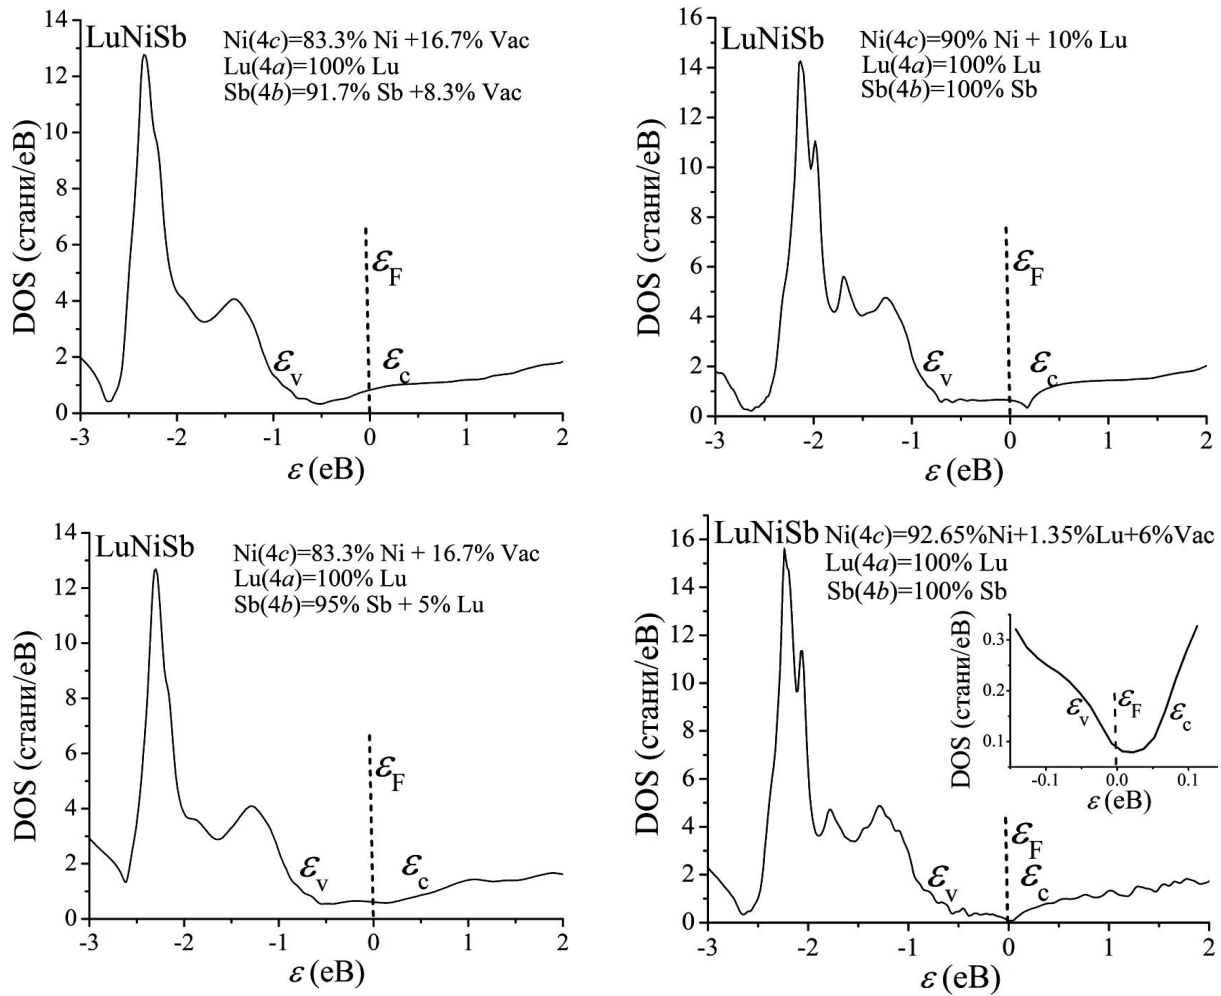 LuNiSb
Ni(4c)=83.3% Ni +16.7% Vac
Lu(4a)=100% Lu
Sb(4b)=91.7% Sb +8.3% Vac
DOS (стани/eB)
14
12
10
8
6
4
2
0
εF
εv
εc
-3 -2 -1 0 1 2
ε (eB)
LuNiSb
Ni(4c)=90% Ni + 10% Lu
Lu(4a)=100% Lu
Sb(4b)=100% Sb
DOS (стани/eB)
16
14
12
10
8
6
4
2
0
εF
εv
εc
-3 -2 -1 0 1 2
ε (eB)
LuNiSb
Ni(4c)=83.3% Ni + 16.7% Vac
Lu(4a)=100% Lu
Sb(4b)=95% Sb + 5% Lu
DOS (стани/eB)
14
12
10
8
6
4
2
0
εF
εv
εc
-3 -2 -1 0 1 2
ε (eB)
LuNiSb
Ni(4c)=92.65%Ni+1.35%Lu+6%Vac
Lu(4a)=100% Lu
Sb(4b)=100% Sb
DOS (стани/eB)
16
14
12
10
8
6
4
2
0
DOS (стани/eB)
0.3
0.2
0.1
εv
εF
εc
-0.1 0.0 0.1
ε (eB)
εF
εv
εc
-3 -2 -1 0 1 2
ε (eB)